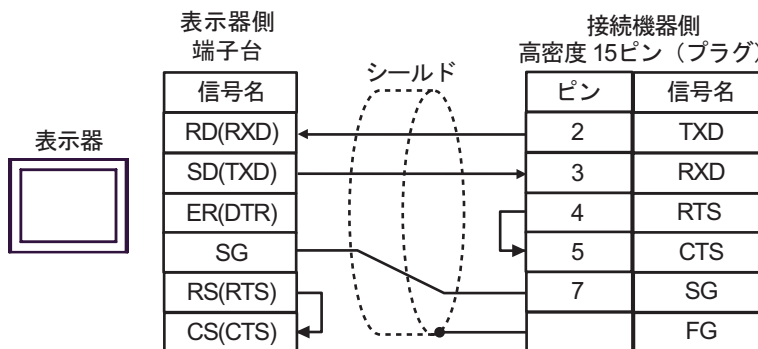 表示器側
端子台
接続機器側
高密度 15ピン（プラグ）
シールド
表示器
信号名
RD(RXD)
SD(TXD)
ER(DTR)
SG
RS(RTS)
CS(CTS)
ピン 信号名
2 TXD
3 RXD
4 RTS
5 CTS
7 SG
FG